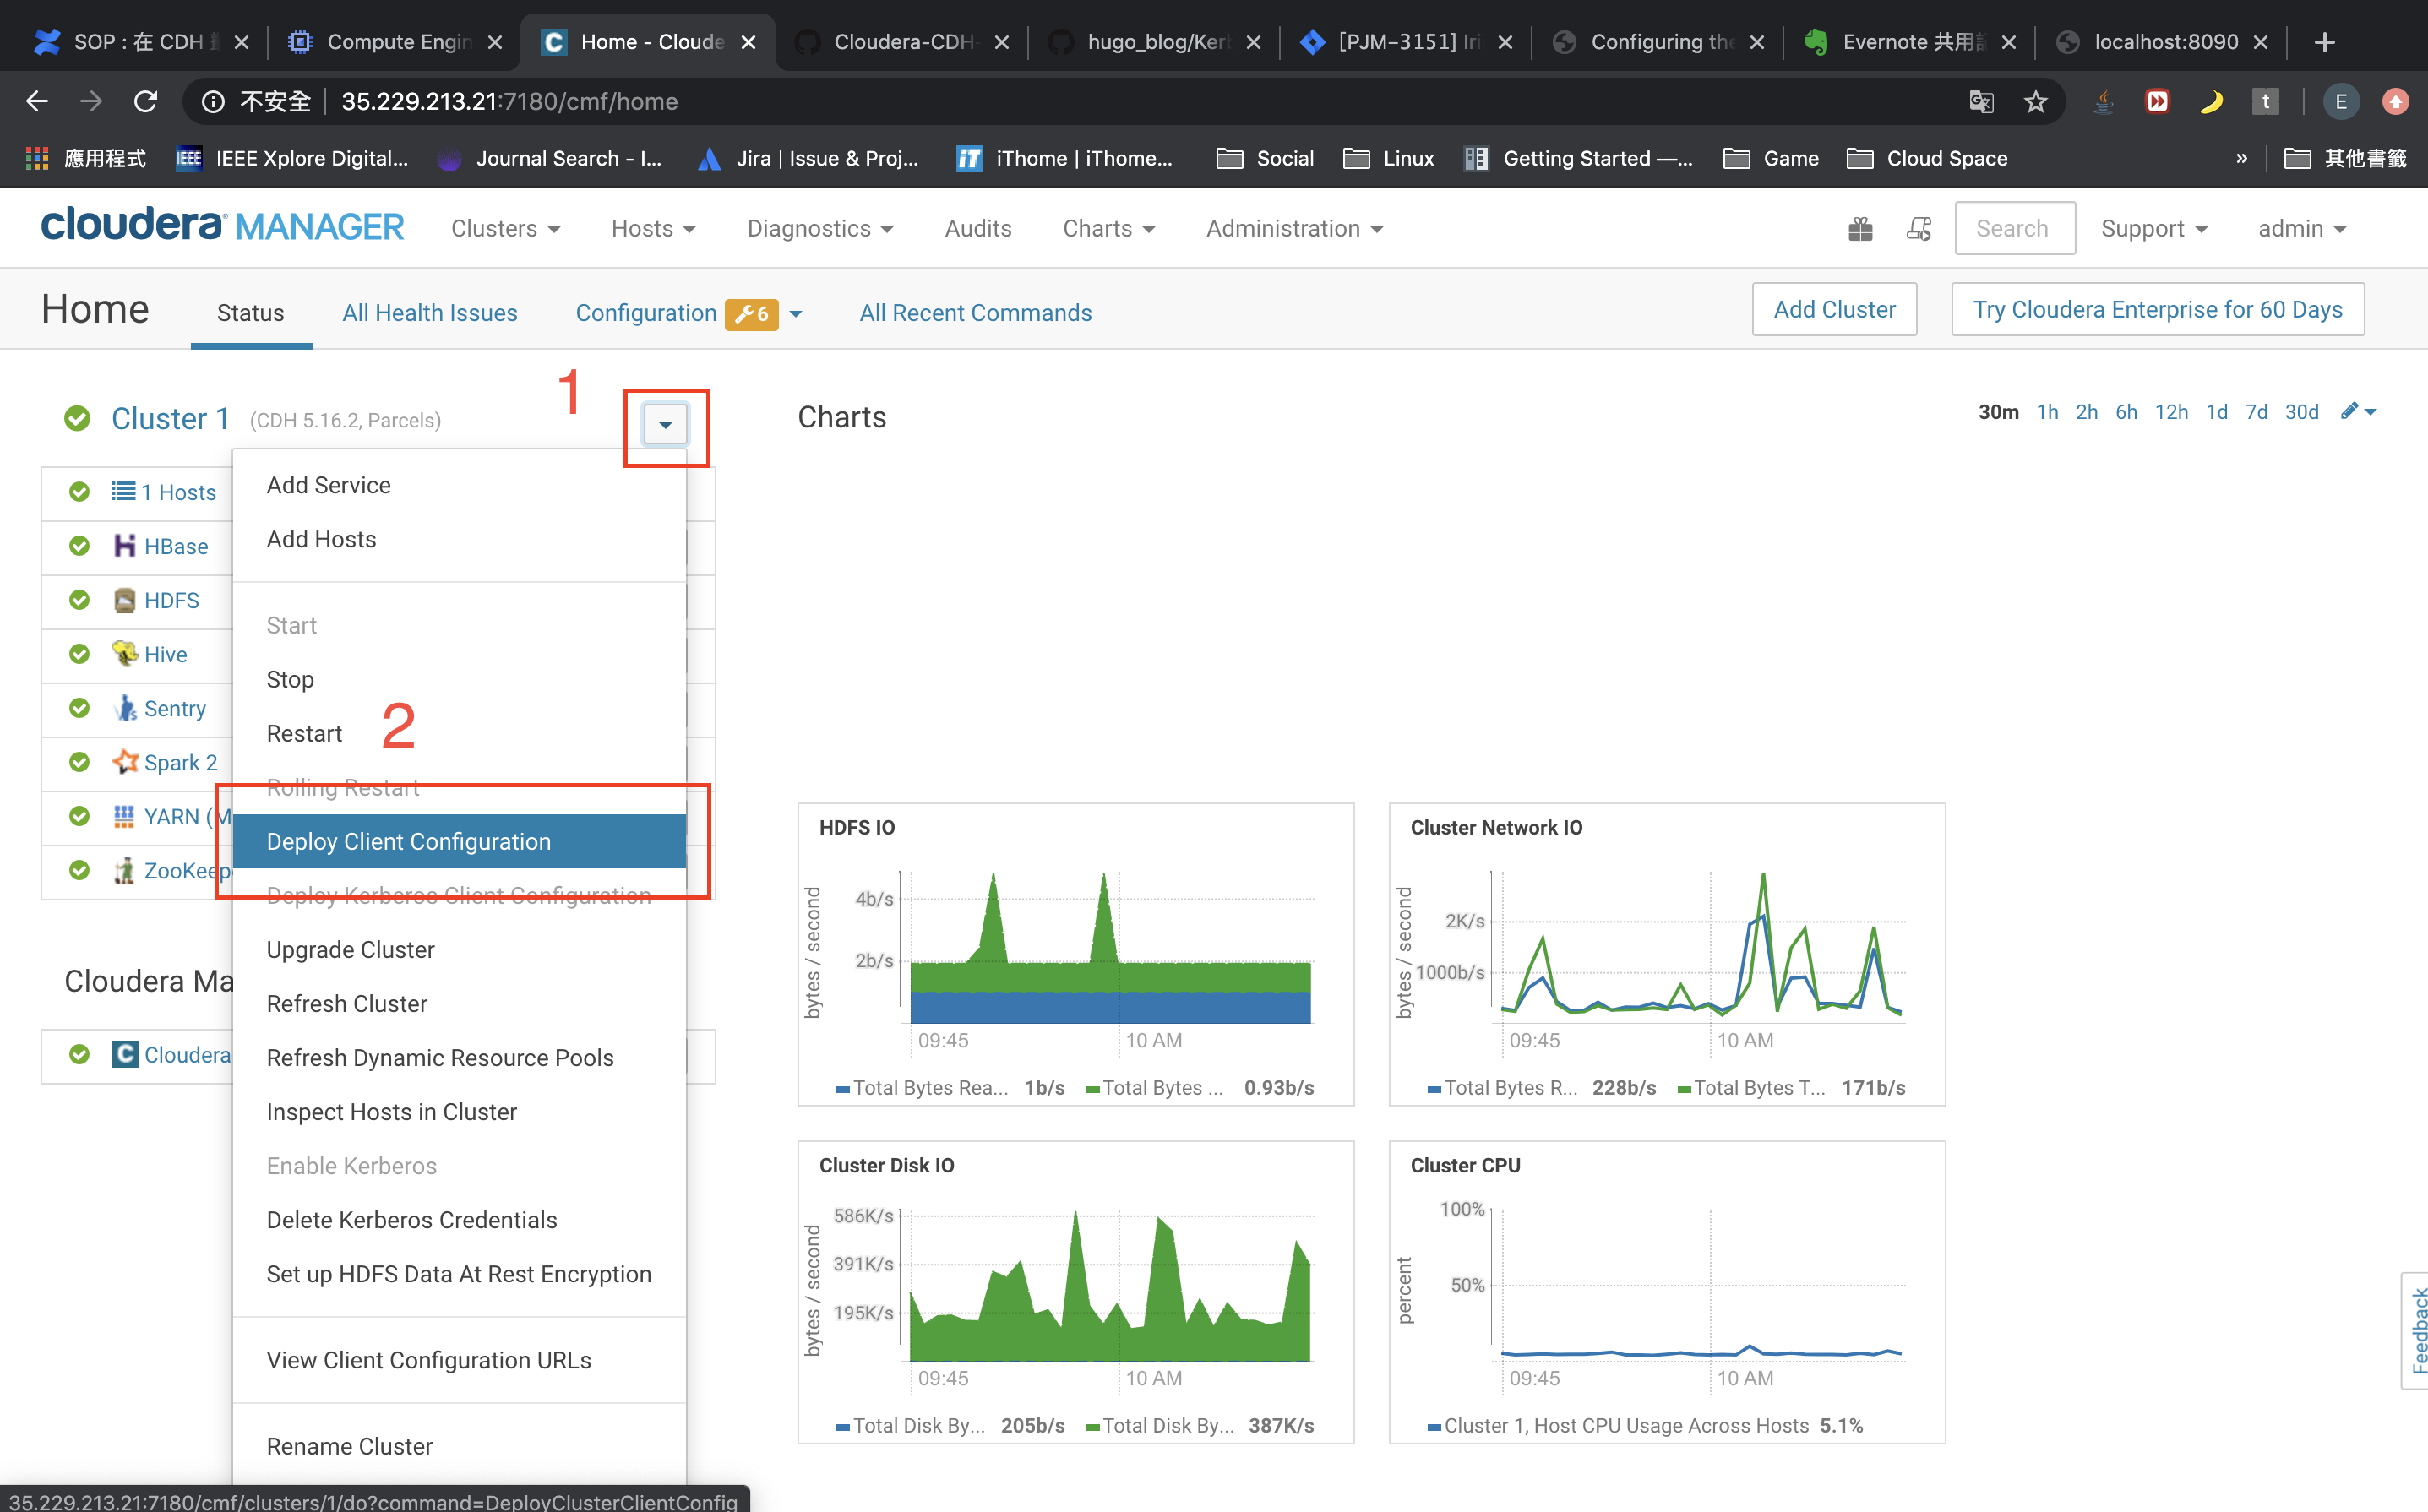 SOP : 在 CDH
Compute Engin
Home - Cloude
Cloudera-CDH-
hugo_blog/Ker
[PJM-3151] Iri
Configuring the
Evernote 共用
localhost:8090
不安全 35.229.213.21:7180/cmf/home
t
E
應用程式
IEEE
IEEE Xplore Digital...
Journal Search - I...
Jira | Issue & Proj...
iT
iThome | iThome...
Social
Linux
Getting Started —...
Game
Cloud Space
»
其他書籤
cloudera MANAGER
Clusters
Hosts
Diagnostics
Audits
Charts
Administration
Search
Support
admin
Home
Status
All Health Issues
Configuration 6
All Recent Commands
Add Cluster
Try Cloudera Enterprise for 60 Days
1
Cluster 1 (CDH 5.16.2, Parcels)
1 Hosts
HBase
HDFS
Hive
Sentry
Spark 2
YARN (M
ZooKeep
Cloudera Ma
C
Cloudera
Add Service
Add Hosts
Start
Stop
Restart
2
Rolling Restart
Deploy Client Configuration
Deploy Kerberos Client Configuration
Upgrade Cluster
Refresh Cluster
Refresh Dynamic Resource Pools
Inspect Hosts in Cluster
Enable Kerberos
Delete Kerberos Credentials
Set up HDFS Data At Rest Encryption
View Client Configuration URLs
Rename Cluster
Charts
30m 1h 2h 6h 12h 1d 7d 30d
HDFS IO
bytes / second
4b/s
2b/s
09:45
10 AM
Total Bytes Rea... 1b/s
Total Bytes ... 0.93b/s
Cluster Network IO
bytes / second
2K/s
1000b/s
09:45
10 AM
Total Bytes R... 228b/s
Total Bytes T... 171b/s
Cluster Disk IO
bytes / second
586K/s
391K/s
195K/s
09:45
10 AM
Total Disk By... 205b/s
Total Disk By... 387K/s
Cluster CPU
percent
100%
50%
09:45
10 AM
Cluster 1, Host CPU Usage Across Hosts 5.1%
Feedback
35.229.213.21:7180/cmf/clusters/1/do?command=DeployClusterClientConfig